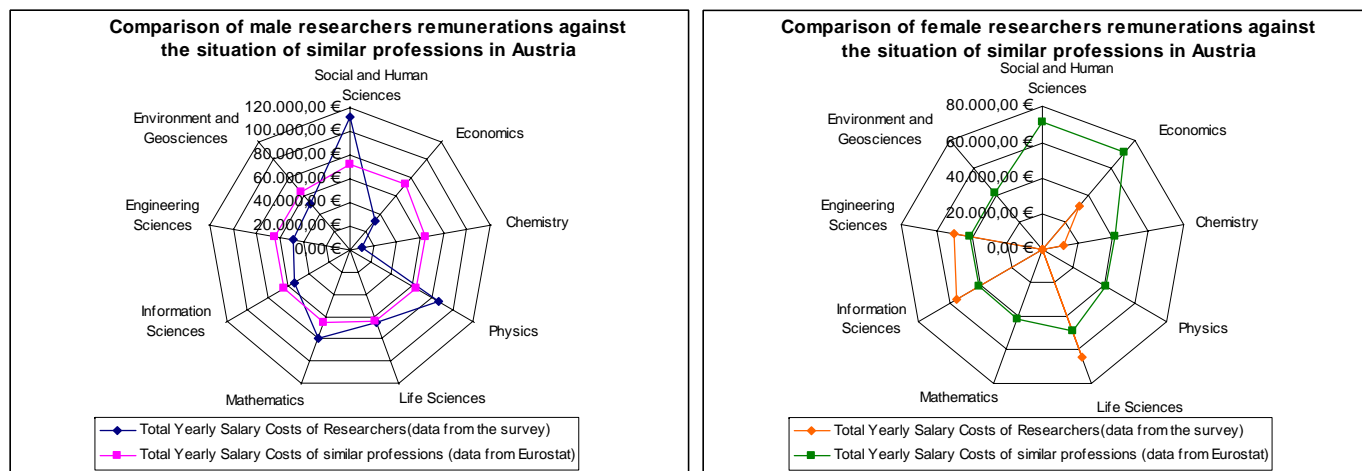 Comparison of male researchers remunerations against
the situation of similar professions in Austria
Social and Human
Sciences
Economics
Chemistry
Physics
Life Sciences
Mathematics
Information
Sciences
Engineering
Sciences
Environment and
Geosciences
120.000,00 €
100.000,00 €
80.000,00 €
60.000,00 €
40.000,00 €
20.000,00 €
0,00 €
Total Yearly Salary Costs of Researchers(data from the survey)
Total Yearly Salary Costs of similar professions (data from Eurostat)
Comparison of female researchers remunerations against
the situation of similar professions in Austria
Social and Human
Sciences
Economics
Chemistry
Physics
Life Sciences
Mathematics
Information
Sciences
Engineering
Sciences
Environment and
Geosciences
80.000,00 €
60.000,00 €
40.000,00 €
20.000,00 €
0,00 €
Total Yearly Salary Costs of Researchers(data from the survey)
Total Yearly Salary Costs of similar professions (data from Eurostat)